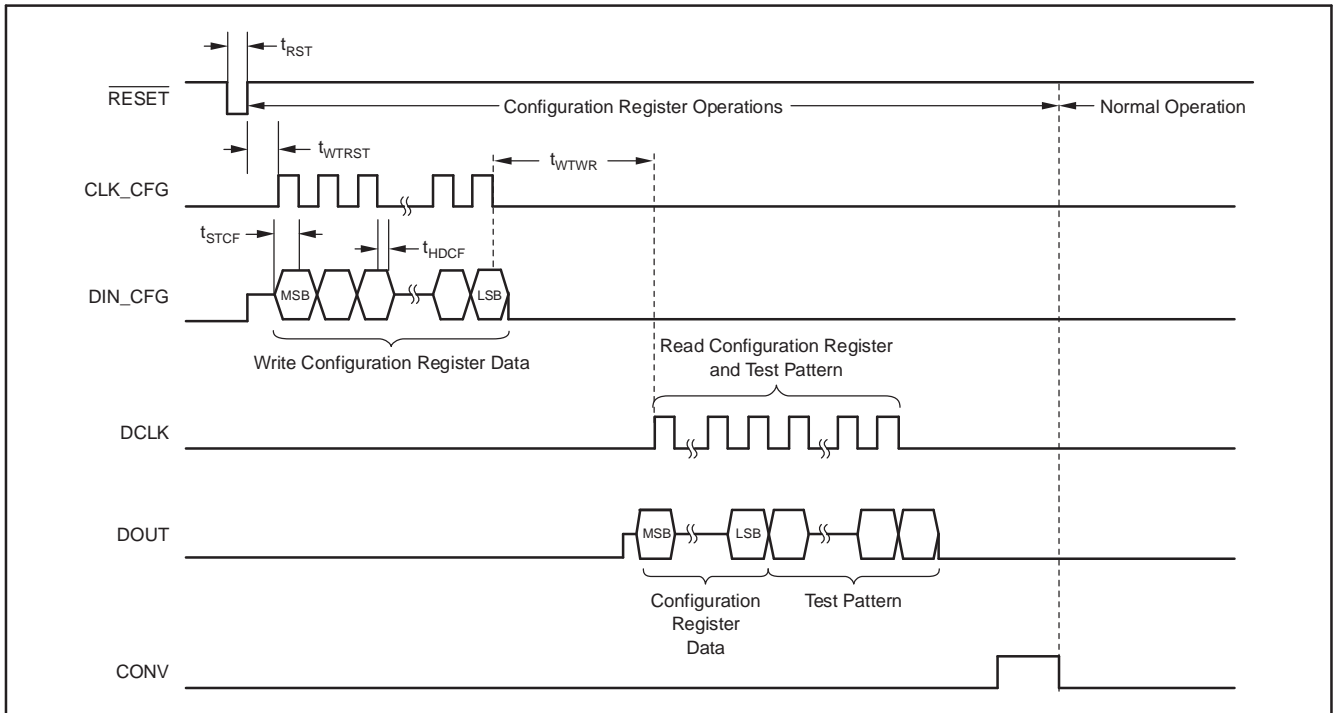 tRST
RESET
Configuration Register Operations
Normal Operation
tWTRST
tWTWR
CLK_CFG
tSTCF
tHDCF
DIN_CFG
MSB
LSB
Write Configuration Register Data
Read Configuration Register
and Test Pattern
DCLK
DOUT
MSB
LSB
Configuration
Register
Data
Test Pattern
CONV